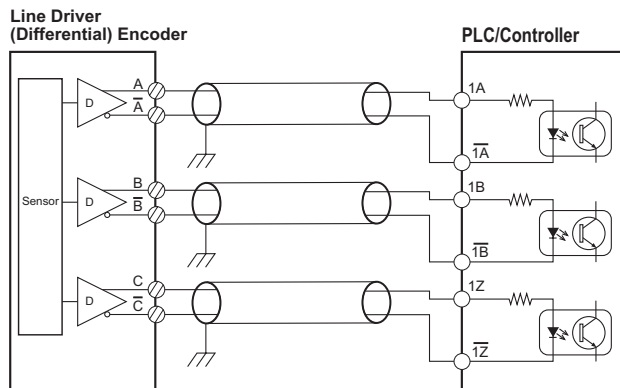 Line Driver
(Differential) Encoder
PLC/Controller
Sensor
D
A
A̅
1A
1A̅
D
B
B̅
1B
1B̅
D
C
C̅
1Z
1Z̅